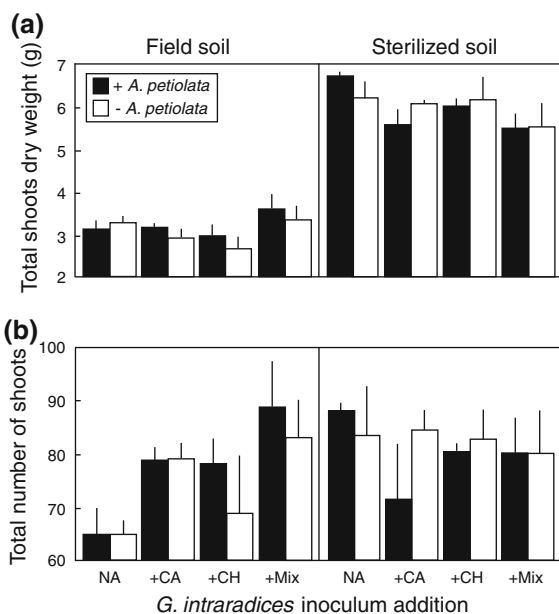 (a)
Field soil Sterilized soil
Total shoots dry weight (g)
7
6
5
4
3
2
+ A. petiolata
- A. petiolata
(b)
Total number of shoots
100
90
80
70
60
NA +CA +CH +Mix NA +CA +CH +Mix
G. intraradices inoculum addition